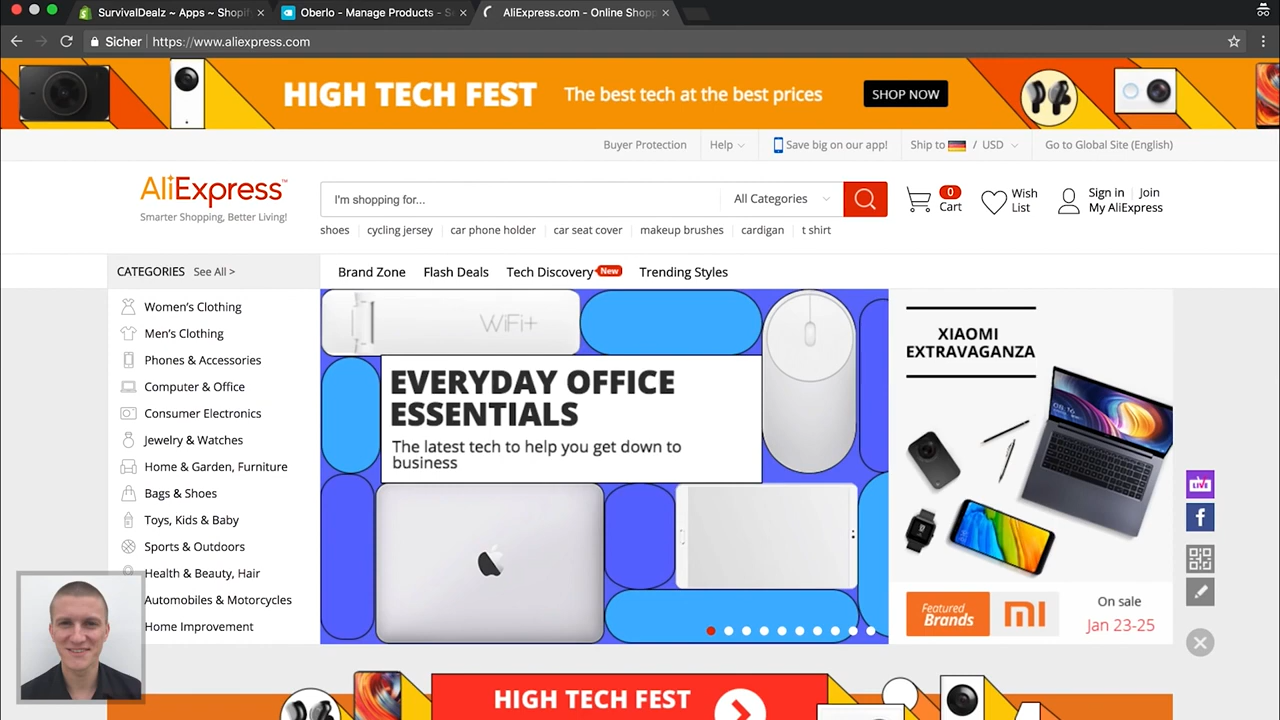 SurvivalDealz ~ Apps ~ Shopif
Oberlo - Manage Products - S
AliExpress.com - Online Shopp
Sicher
https://www.aliexpress.com
HIGH TECH FEST
The best tech at the best prices
SHOP NOW
Buyer Protection
Help
Save big on our app!
Ship to / USD
Go to Global Site (English)
AliExpress™
Smarter Shopping, Better Living!
I'm shopping for...
All Categories
0
Cart
Wish
List
Sign in
Join
My AliExpress
shoes
cycling jersey
car phone holder
car seat cover
makeup brushes
cardigan
t shirt
CATEGORIES
See All >
Brand Zone
Flash Deals
Tech Discovery
New
Trending Styles
Women's Clothing
Men's Clothing
Phones & Accessories
Computer & Office
Consumer Electronics
Jewelry & Watches
Home & Garden, Furniture
Bags & Shoes
Toys, Kids & Baby
Sports & Outdoors
Health & Beauty, Hair
Automobiles & Motorcycles
Home Improvement
WiFi+
EVERYDAY OFFICE
ESSENTIALS
The latest tech to help you get down to
business
XIAOMI
EXTRAVAGANZA
Featured
Brands
On sale
Jan 23-25
LIVE
HIGH TECH FEST